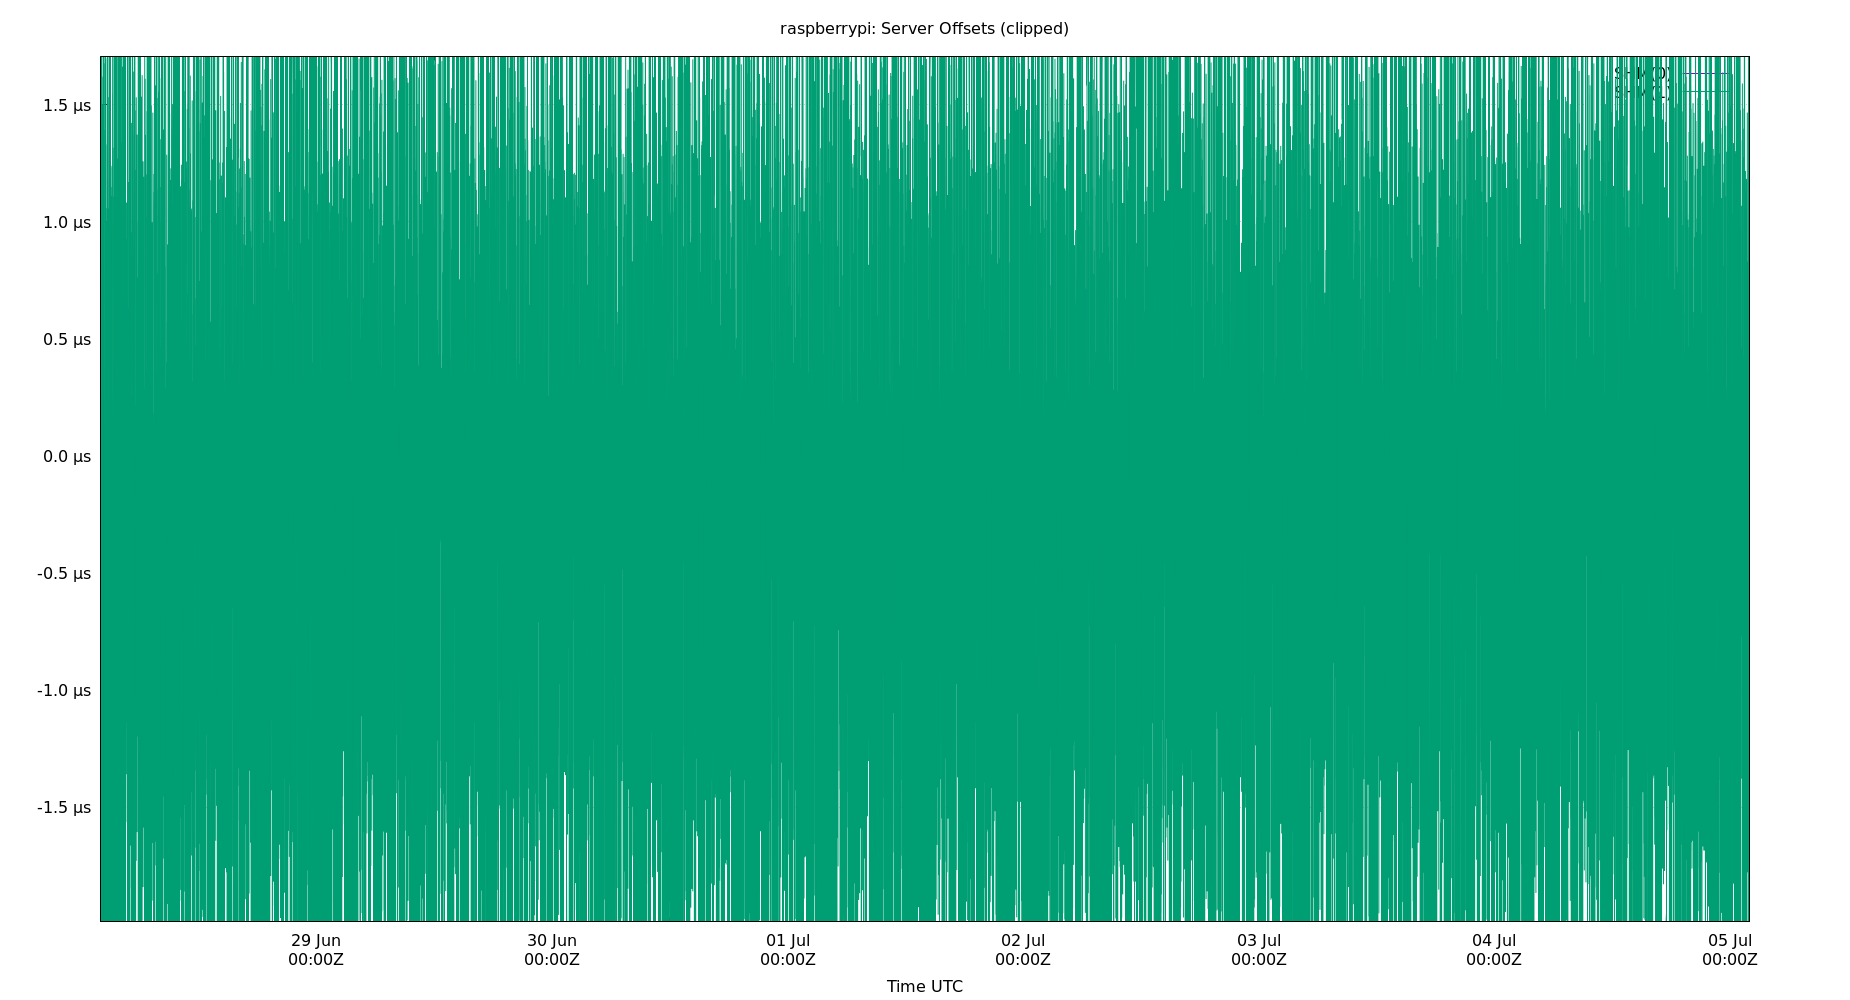 raspberrypi: Server Offsets (clipped)
SHM(0)
1.5 µs
1.0 µs
0.5 µs
0.0 µs
-0.5 µs
-1.0 µs
-1.5 µs
29 Jun 30 Jun 01 Jul 02 Jul 03 Jul 04 Jul 05 Jul
00:00Z 00:00Z 00:00Z 00:00Z 00:00Z 00:00Z 00:00Z
Time UTC